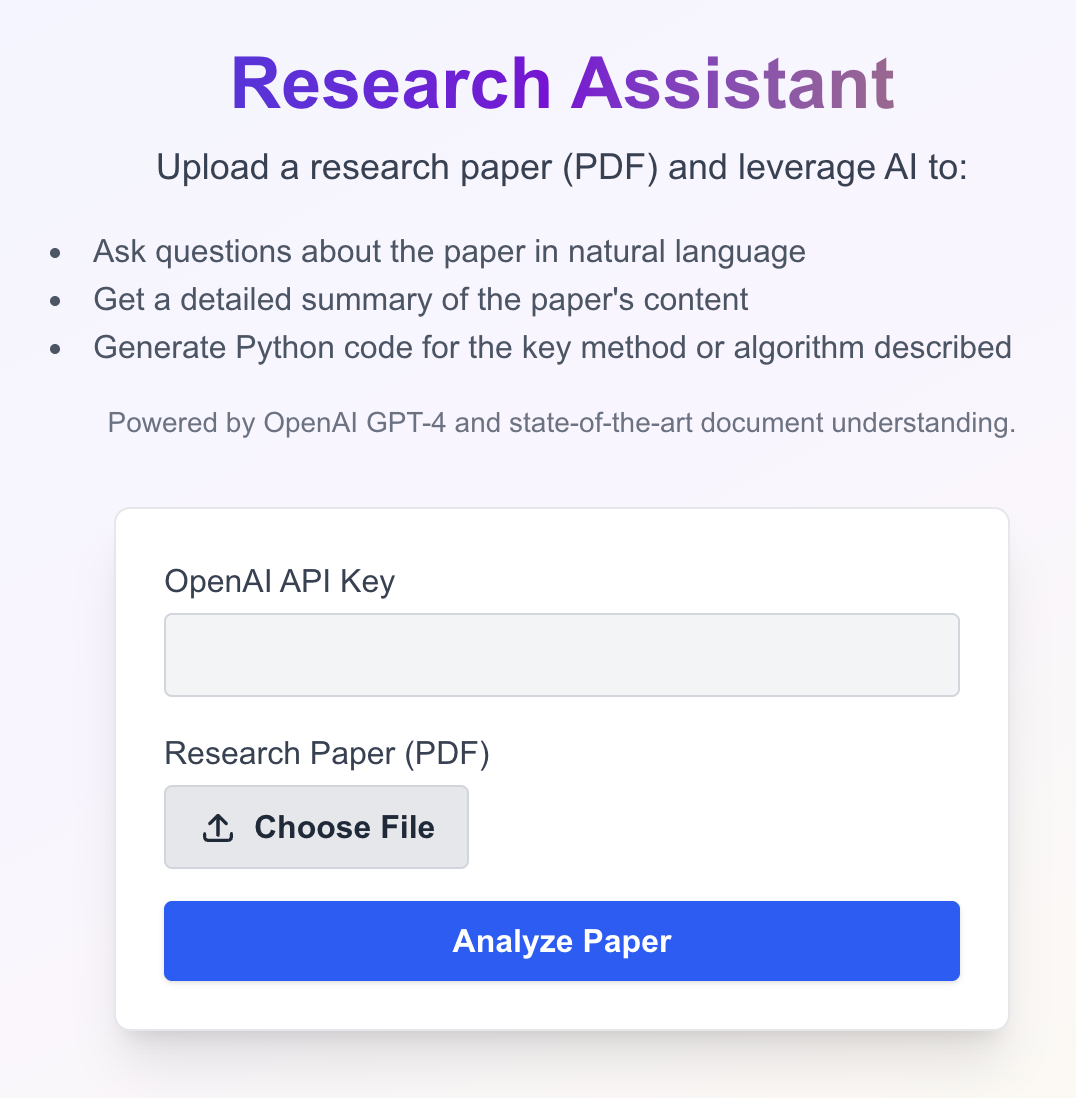 Research Assistant
Upload a research paper (PDF) and leverage AI to:
• Ask questions about the paper in natural language
• Get a detailed summary of the paper's content
• Generate Python code for the key method or algorithm described
Powered by OpenAI GPT-4 and state-of-the-art document understanding.
OpenAI API Key
Research Paper (PDF)
Choose File
Analyze Paper